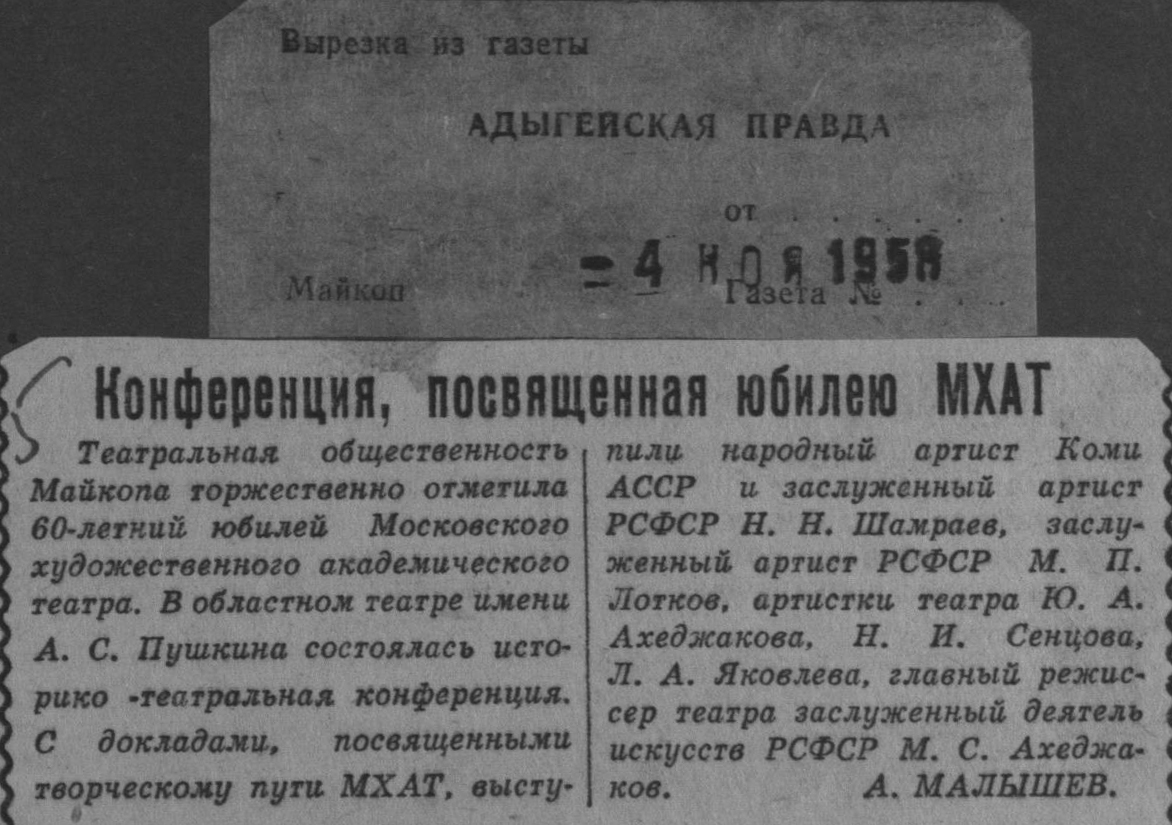 Вырезка из газеты
АДЫГЕЙСКАЯ ПРАВДА
от . . . . . .
- 4 НОЯ 1958
Майкоп Газета № . . .
Конференция, посвященная юбилею МХАТ
Театральная общественность
Майкопа торжественно отметила
60-летний юбилей Московского
художественного академического
театра. В областном театре имени
А. С. Пушкина состоялась исто-
рико -театральная конференция.
С докладами, посвященными
творческому пути МХАТ, высту-
пили народный артист Коми
АССР и заслуженный артист
РСФСР Н. Н. Шамраев, заслу-
женный артист РСФСР М. П.
Лотков, артистки театра Ю. А.
Ахеджакова, Н. И. Сенцова,
Л. А. Яковлева, главный режис-
сер театра заслуженный деятель
искусств РСФСР М. С. Ахеджа-
ков. А. МАЛЫШЕВ.